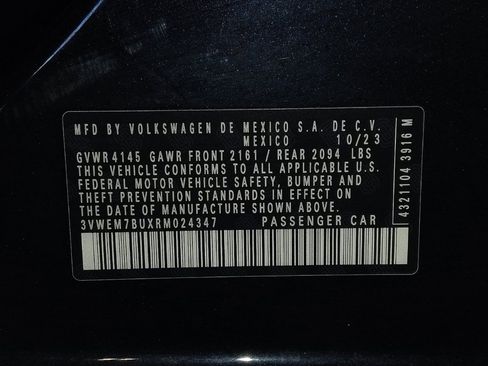 MFD BY VOLKSWAGEN DE MEXICO S.A. DE C.V.
MEXICO 10/23
GVWR 4145 GAWR FRONT 2161 / REAR 2094 LBS
THIS VEHICLE CONFORMS TO ALL APPLICABLE U.S.
FEDERAL MOTOR VEHICLE SAFETY, BUMPER AND
THEFT PREVENTION STANDARDS IN EFFECT ON THE
DATE OF MANUFACTURE SHOWN ABOVE.
3VWEM7BUXRM024347 PASSENGER CAR
4321104 3916 M